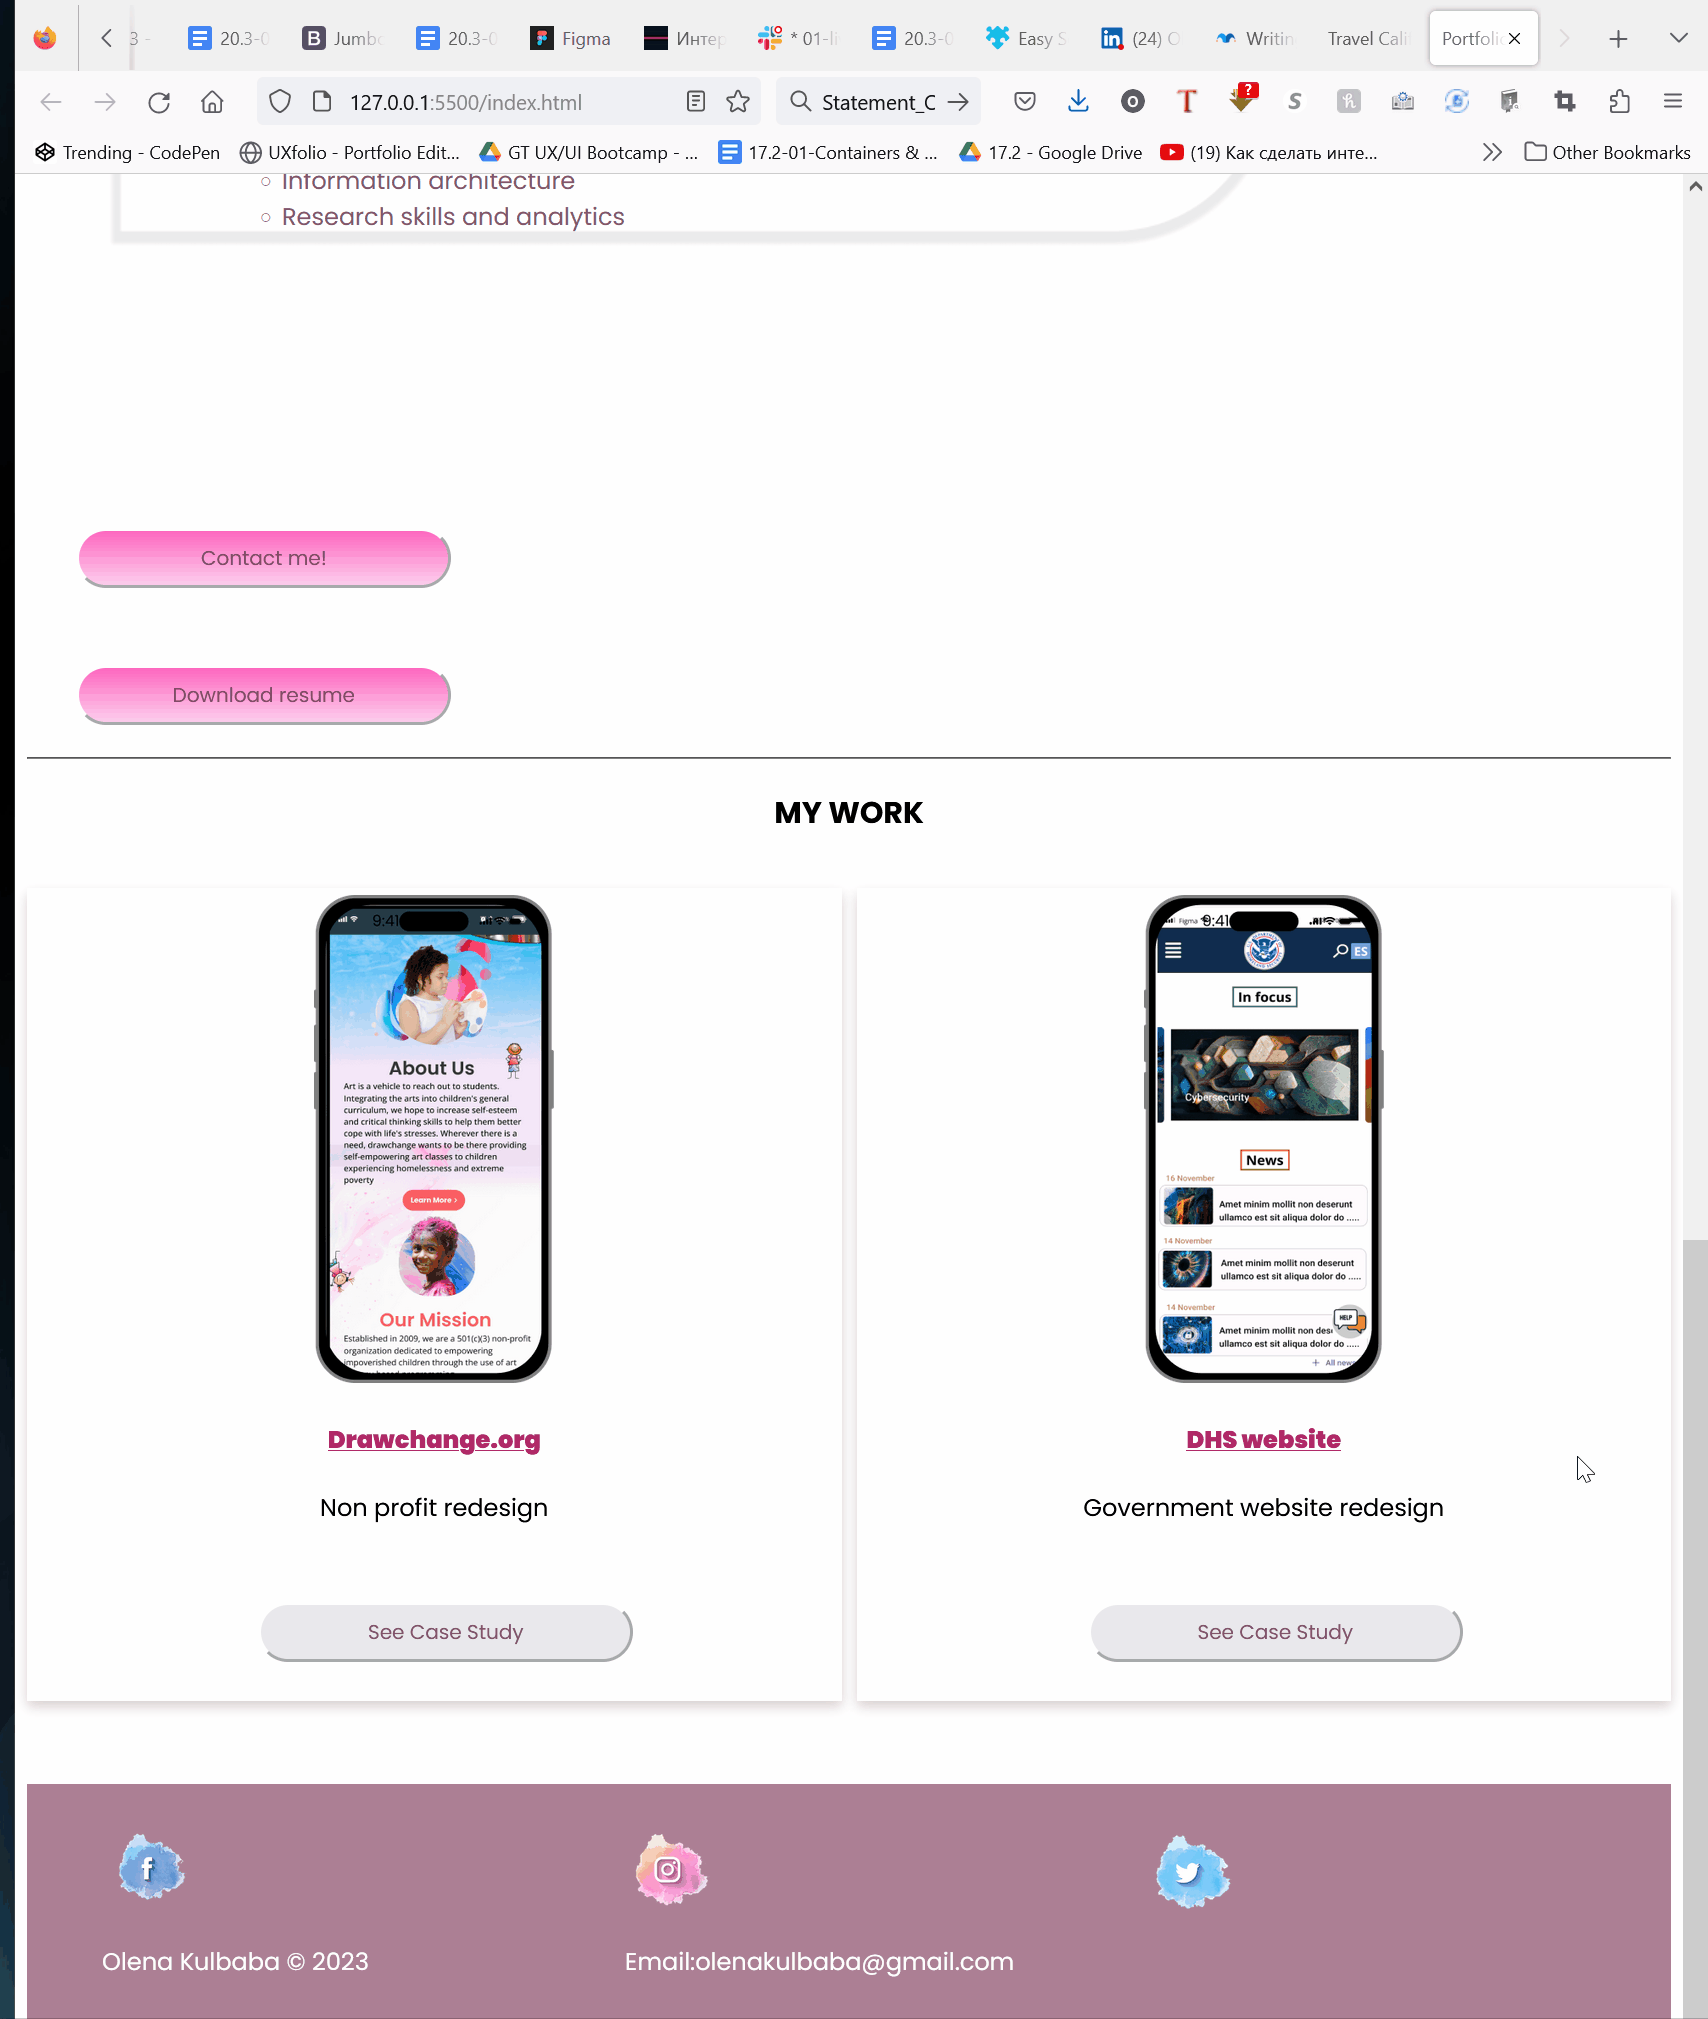 3 -
20.3-0
Jumbo
20.3-0
Figma
Интер
* 01-li
20.3-0
Easy S
(24)
Writin
Travel Cali
Portfolio
127.0.0.1:5500/index.html
Statement_C
Trending - CodePen
UXfolio - Portfolio Edit...
GT UX/UI Bootcamp - ...
17.2-01-Containers & ...
17.2 - Google Drive
(19) Как сделать инте...
Other Bookmarks
Information architecture
Research skills and analytics
Contact me!
Download resume
MY WORK
9:41
About Us
Art is a vehicle to reach out to students.
Integrating the arts into children's general
curriculum, we hope to increase self-esteem
and critical thinking skills to help them better
cope with life's stresses. Wherever there is a
need, drawchange wants to be there providing
self-empowering art classes to children
experiencing homelessness and extreme
poverty
Learn More >
Our Mission
Established in 2009, we are a 501(c)(3) non-profit
organization dedicated to empowering
impoverished children through the use of art
Drawchange.org
Non profit redesign
See Case Study
Figma 9:41
ES
In focus
Cybersecurity
News
16 November
Amet minim mollit non deserunt
ullamco est sit aliqua dolor do .....
14 November
Amet minim mollit non deserunt
ullamco est sit aliqua dolor do .....
14 November
Amet minim mollit non dese
ullamco est sit aliqua dolor do .....
HELP
+ All news
DHS website
Government website redesign
See Case Study
Olena Kulbaba © 2023
Email:olenakulbaba@gmail.com